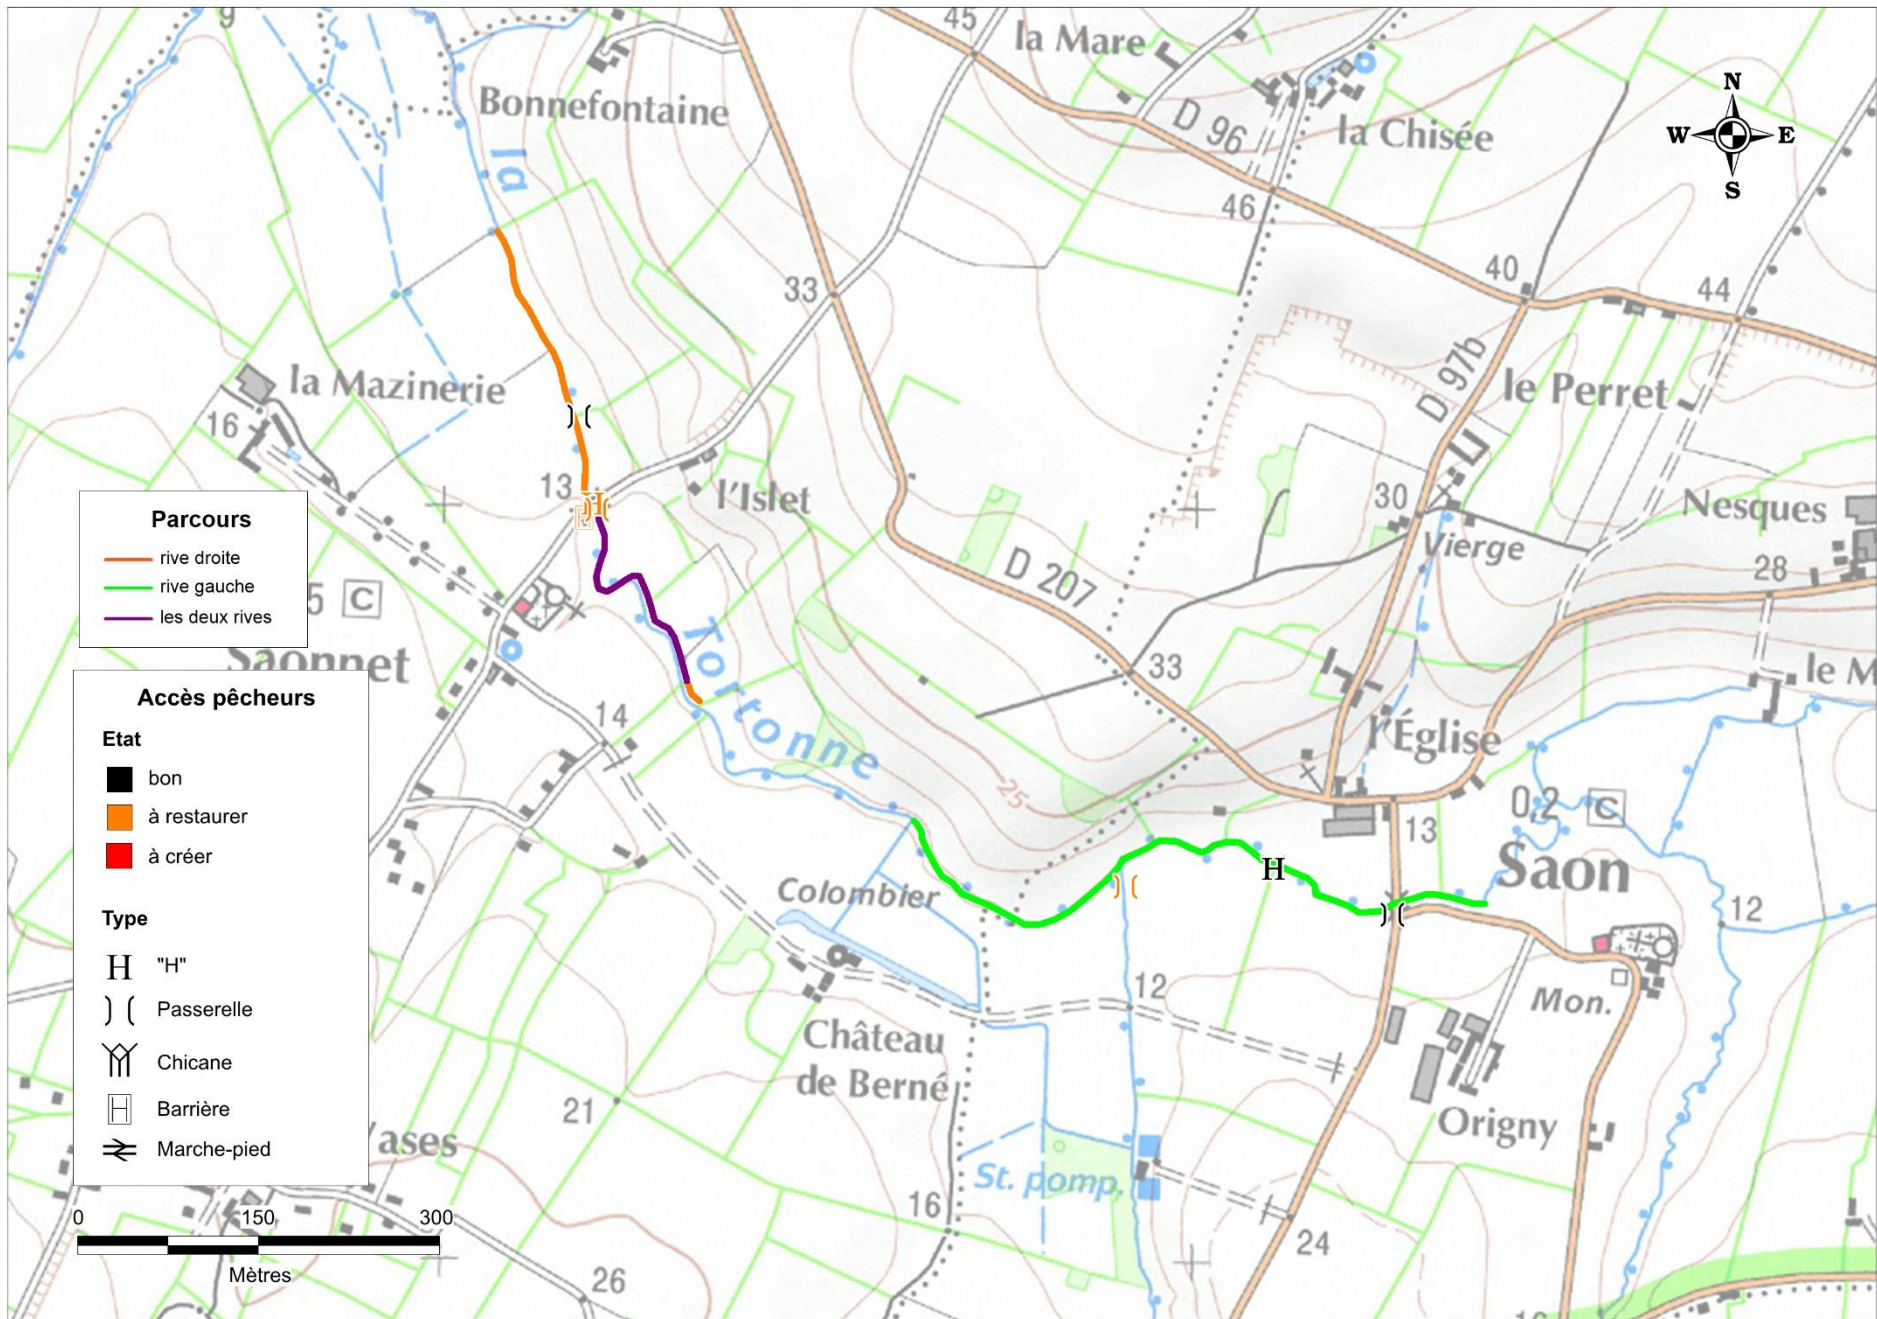 9
45
la Mare
N
W E
S
Bonnefontaine
D 96
la Chisée
la
46
33
40
44
la Mazinerie
D 97b
le Perret
16
13
l'Islet
30
Nesques
Vierge
D 207
28
Parcours
rive droite
rive gauche
les deux rives
5 C
Saonnet
Tortonne
33
le M
14
l'Église
Accès pêcheurs
Etat
bon
à restaurer
à créer
25
0,2 C
13
Saon
H
Colombier
12
Type
H "H"
Passerelle
Chicane
Barrière
Marche-pied
12
Mon.
Château
de Berné
21
Origny
ases
St. pomp.
16
24
0 150 300
Mètres
26